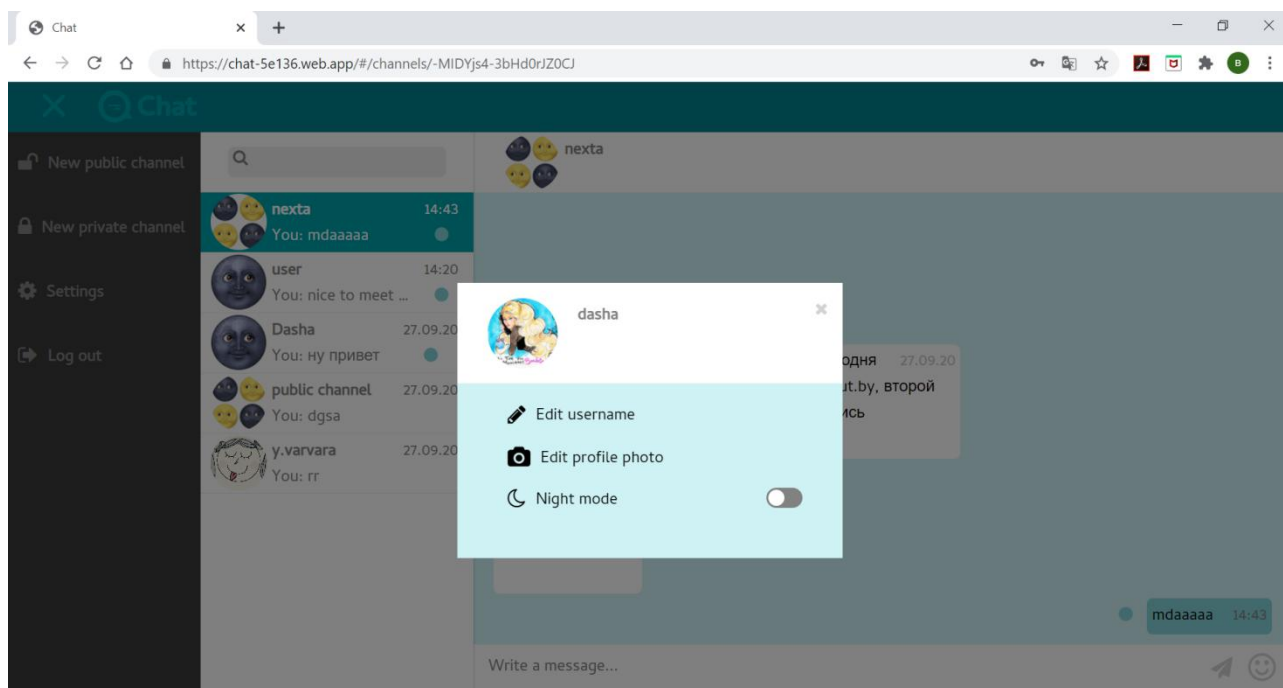 Chat
https://chat-5e136.web.app/#/channels/-MIDYjs4-3bHd0rJZ0CJ
B
Chat
New public channel
New private channel
Settings
Log out
nexta 14:43
You: mdaaaaa
user 14:20
You: nice to meet ...
Dasha 27.09.20
You: ну привет
public channel 27.09.20
You: dgsa
y.varvara 27.09.20
You: rr
nexta
dasha
Edit username
Edit profile photo
Night mode
27.09.20
ut.by, второй
mdaaaaa 14:43
Write a message...